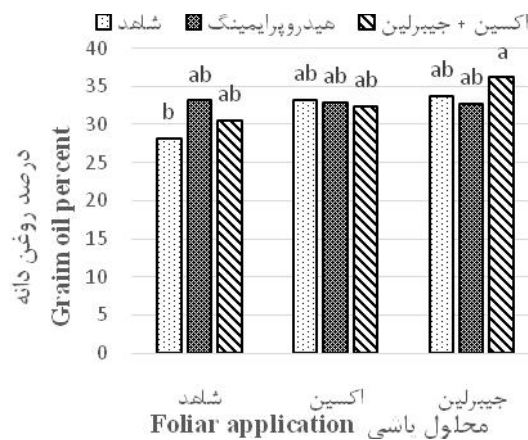 شاهد هیدروپرایمینگ اکسین + جیبرلین
40
35
30
25
20
15
10
5
0
درصد روغن دانه
Graim oil percent
b ab ab ab ab ab ab ab a
شاهد اکسین جیبرلین
محلول پاشی Foliar application